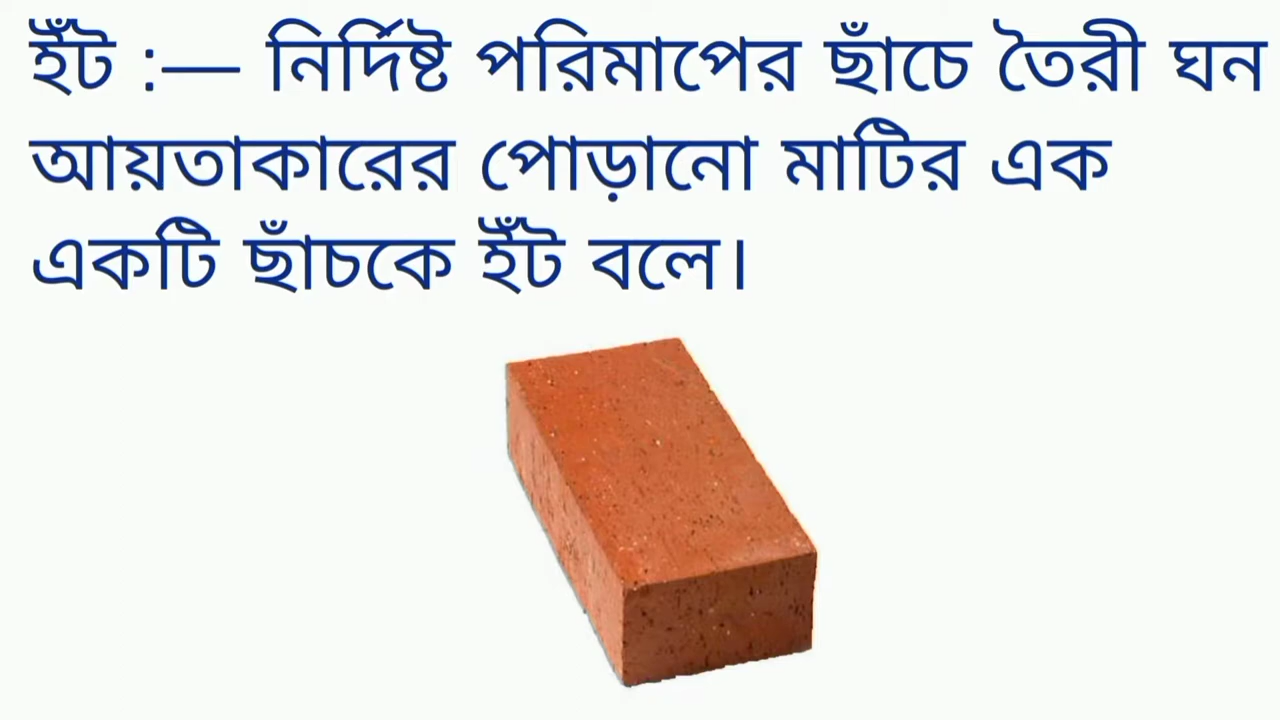 ইঁট :— নির্দিষ্ট পরিমাপের ছাঁচে তৈরী ঘন
আয়তাকারের পোড়ানো মাটির এক
একটি ছাঁচকে ইঁট বলে।